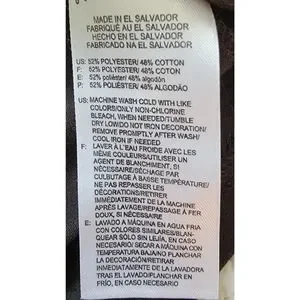 MADE IN EL SALVADOR
FABRIQUÉ AU EL SALVADOR
HECHO EN EL SALVADOR
FABRICADO NA EL SALVADOR
US: 52% POLYESTER/ 48% COTTON
F: 52% POLYESTER/ 48% COTON
E: 52% poliéster/ 48% algodón
P: 52% POLIÉSTER/ 48% ALGODÃO
US: MACHINE WASH COLD WITH LIKE
COLORS/ONLY NON-CHLORINE
BLEACH, WHEN NEEDED/TUMBLE
DRY LOW/DO NOT IRON DECORATION/
REMOVE PROMPTLY AFTER WASH/
COOL IRON IF NEEDED
F: LAVER À L'EAU FROIDE AVEC LES
MÊME COULEURS/UTILISER UN
AGENT DE BLANCHIMENT, SI
NÉCESSAIRE/SÉCHAGE PAR
CULBUTAGE À BASSE TEMPÉRATURE/
NE PAS REPASSER LES
DÉCORATIONS/RETIRER
IMMÉDIATEMENT DE LA MACHINE
APRÈS LAVAGE/REPASSAGE À FER
DOUX, SI NÉCESSAIRE
E: LAVADO A MÁQUINA EN AGUA FRIA
CON COLORES SIMILARES/BLAN-
QUEAR SÓLO SIN LEJÍA, EN CASO
NECESARIO/ SECAR A MÁQUINA CON
TEMPERATURA BAJA/NO PLANCHAR
LA DECORACIÓN/RETIRAR
INMEDIATAMENTE DE LA LAVADORA
TRAS EL LAVADO/PLANCHAR EN
FRÍO, EN CASO NECESARIO